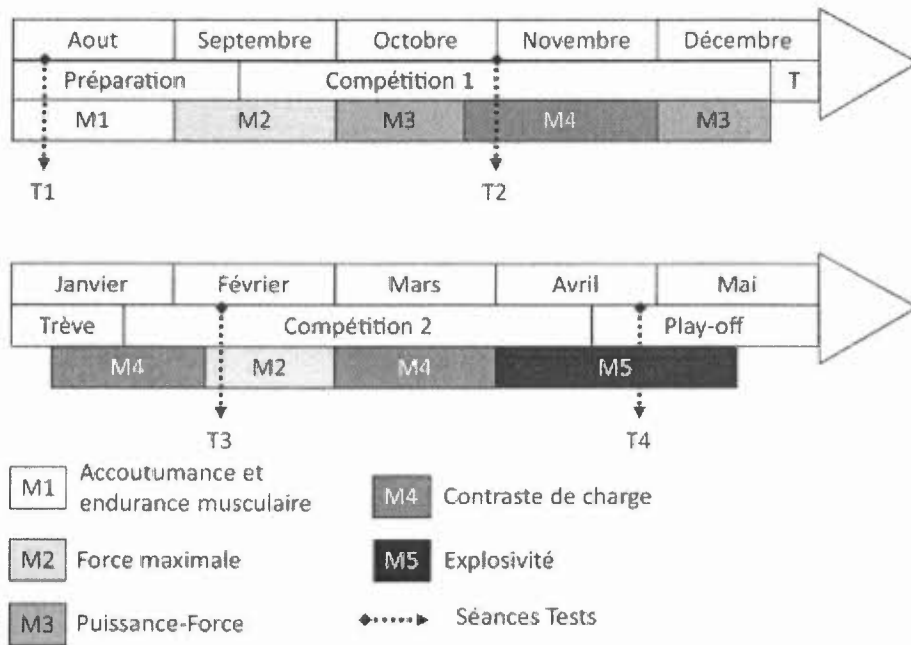 Aout Septembre Octobre Novembre Décembre
Préparation Compétition 1 T
M1 M2 M3 M4 M3
T1 T2
Janvier Février Mars Avril Mai
Trève Compétition 2 Play-off
M4 M2 M4 M5
T3 T4
M1 Accoutumance et
endurance musculaire
M4 Contraste de charge
M2 Force maximale
M5 Explosivité
M3 Puissance-Force
Séances Tests